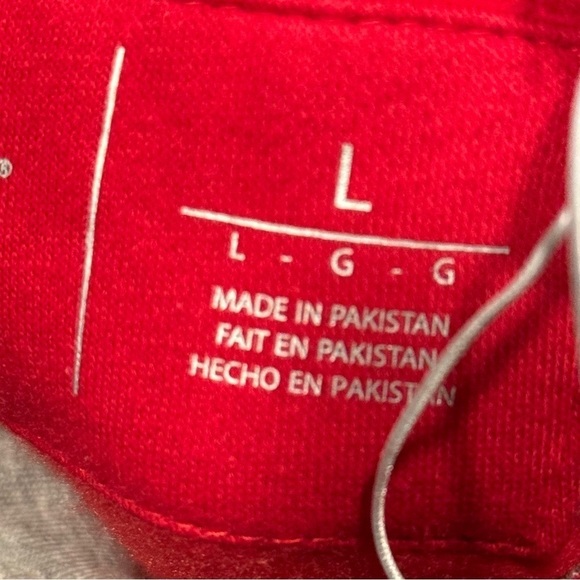 ®
L
L - G - G
MADE IN PAKISTAN
FAIT EN PAKISTAN
HECHO EN PAKISTAN